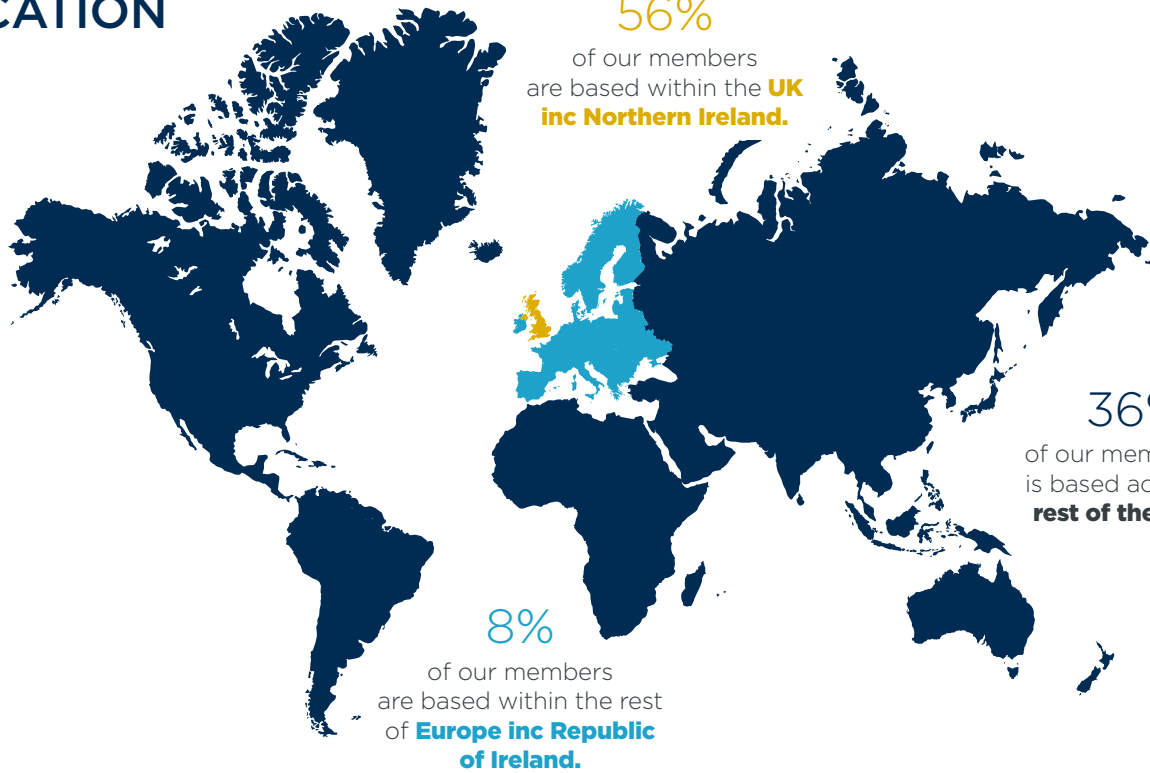 CATION
56%
of our members
are based within the UK
inc Northern Ireland.
36
of our mem
is based ac
rest of the
8%
of our members
are based within the rest
of Europe inc Republic
of Ireland.